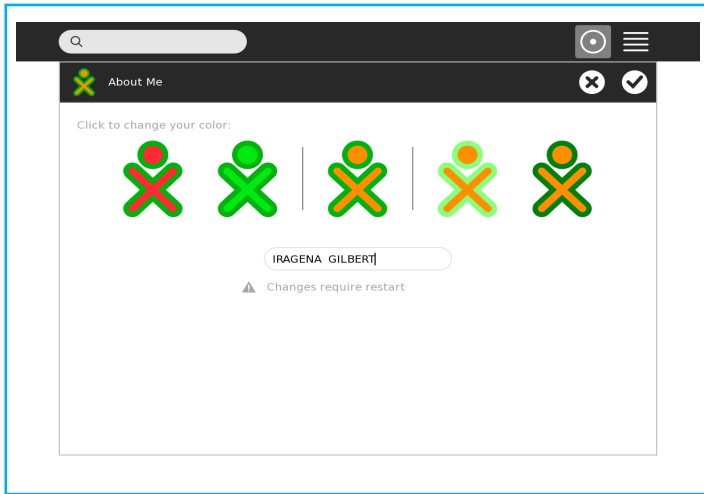 About Me
Click to change your color:
IRAGENA  GILBERT
Changes require restart